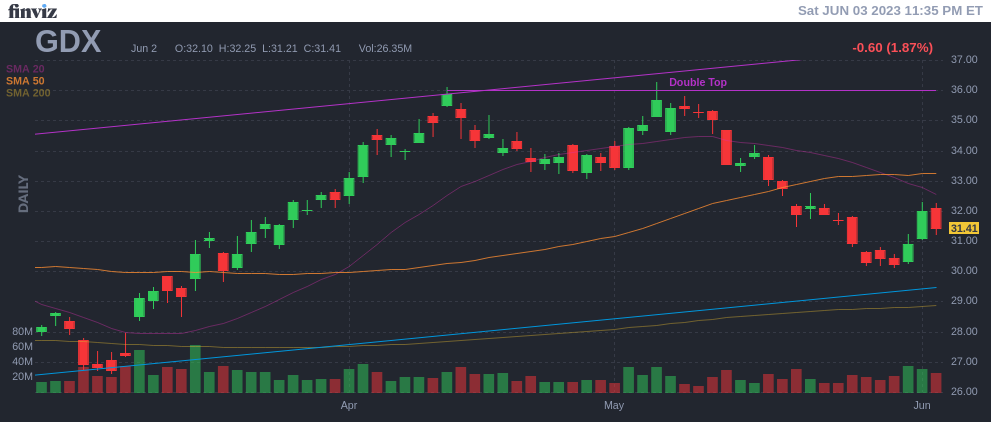 finviz
Sat JUN 03 2023 11:35 PM ET
GDX
Jun 2 O:32.10 H:32.25 L:31.21 C:31.41 Vol:26.35M
-0.60 (1.87%)
SMA 20
SMA 50
SMA 200
Double Top
DAILY
37.00
36.00
35.00
34.00
33.00
32.00
31.41
31.00
30.00
29.00
28.00
27.00
26.00
80M
60M
40M
20M
Apr
May
Jun